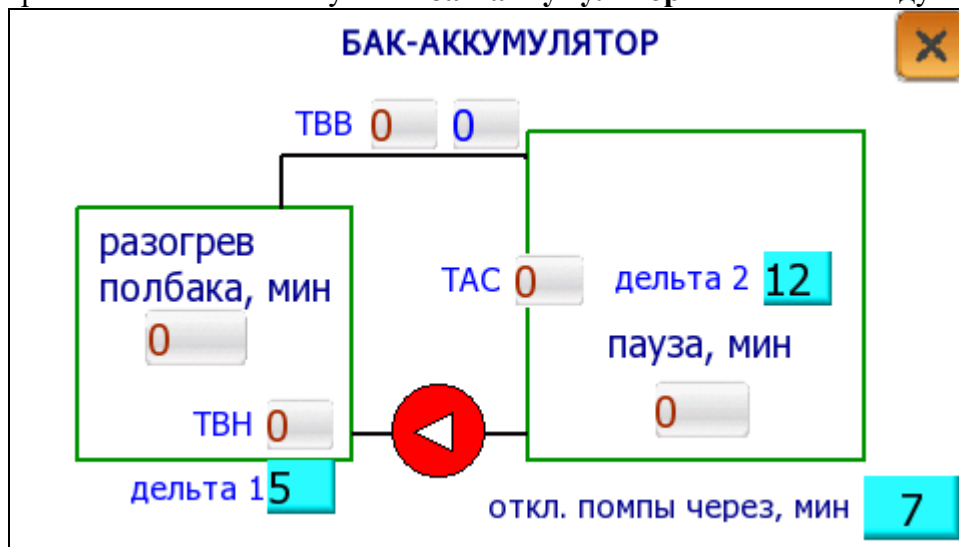 БАК-АККУМУЛЯТОР
ТВВ 0 0
разогрев
полбака, мин
0
ТАС 0 дельта 2 12
пауза, мин
0
ТВН 0
дельта 1 5
откл. помпы через, мин 7